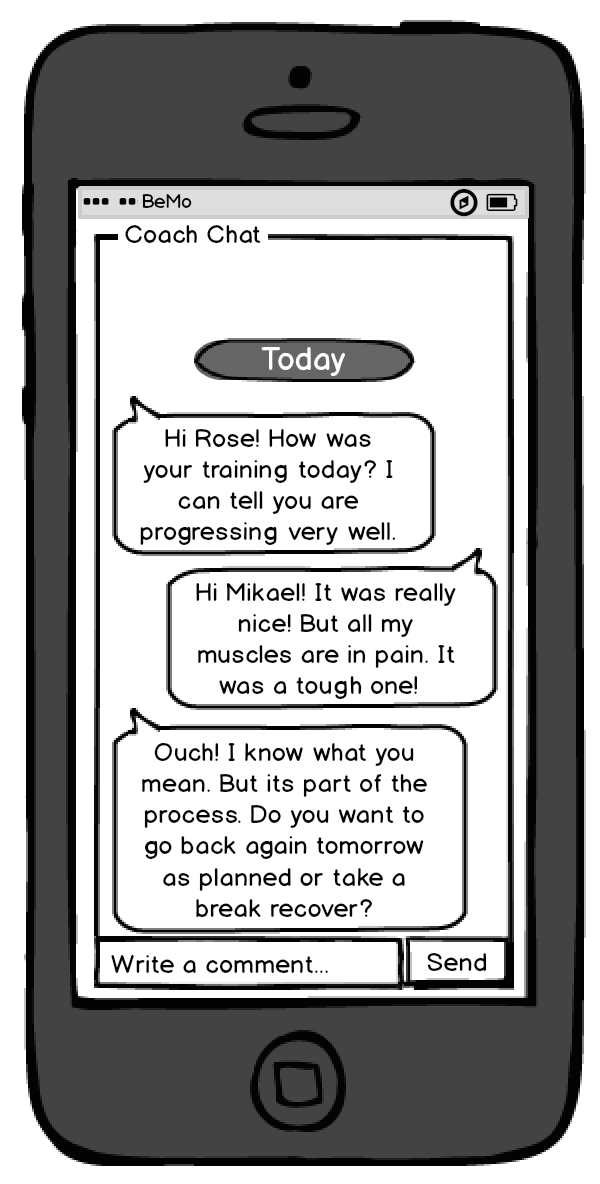 BeMo
Coach Chat
Today
Hi Rose! How was
your training today? I
can tell you are
progressing very well.
Hi Mikael! It was really
nice! But all my
muscles are in pain. It
was a tough one!
Ouch! I know what you
mean. But its part of the
process. Do you want to
go back again tomorrow
as planned or take a
break recover?
Write a comment...
Send